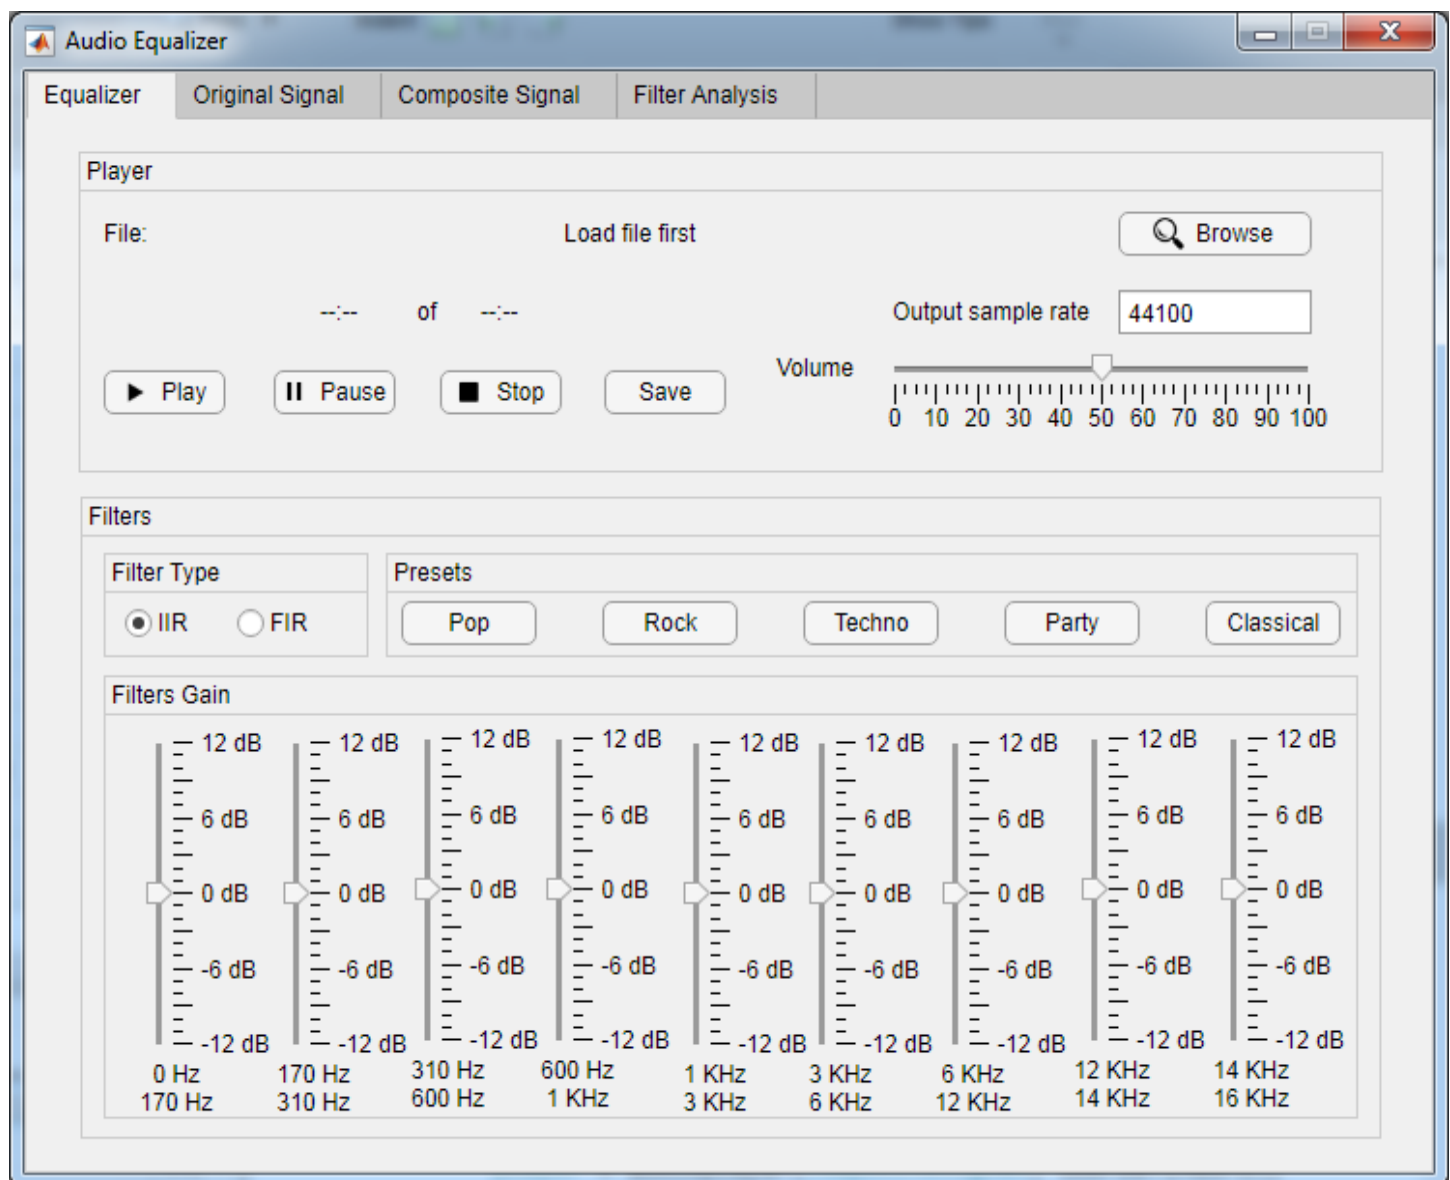 Audio Equalizer
Equalizer Original Signal Composite Signal Filter Analysis
Player
File: Load file first Browse
--:-- of --:-- Output sample rate 44100
Volume
Play Pause Stop Save
0 10 20 30 40 50 60 70 80 90 100
Filters
Filter Type Presets
IIR FIR Pop Rock Techno Party Classical
Filters Gain
12 dB 12 dB 12 dB 12 dB 12 dB 12 dB 12 dB 12 dB 12 dB
6 dB 6 dB 6 dB 6 dB 6 dB 6 dB 6 dB 6 dB 6 dB
0 dB 0 dB 0 dB 0 dB 0 dB 0 dB 0 dB 0 dB 0 dB
-6 dB -6 dB -6 dB -6 dB -6 dB -6 dB -6 dB -6 dB -6 dB
-12 dB -12 dB -12 dB -12 dB -12 dB -12 dB -12 dB -12 dB -12 dB
0 Hz 170 Hz 310 Hz 600 Hz 1 KHz 3 KHz 6 KHz 12 KHz 14 KHz
170 Hz 310 Hz 600 Hz 1 KHz 3 KHz 6 KHz 12 KHz 14 KHz 16 KHz